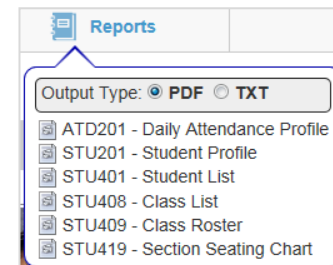 Reports
Output Type: PDF TXT
ATD201 - Daily Attendance Profile
STU201 - Student Profile
STU401 - Student List
STU408 - Class List
STU409 - Class Roster
STU419 - Section Seating Chart